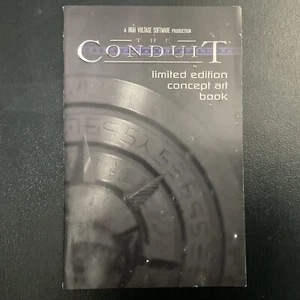 A HIGH VOLTAGE SOFTWARE PRODUCTION
THE
CONDUIT
limited edition
concept art
book